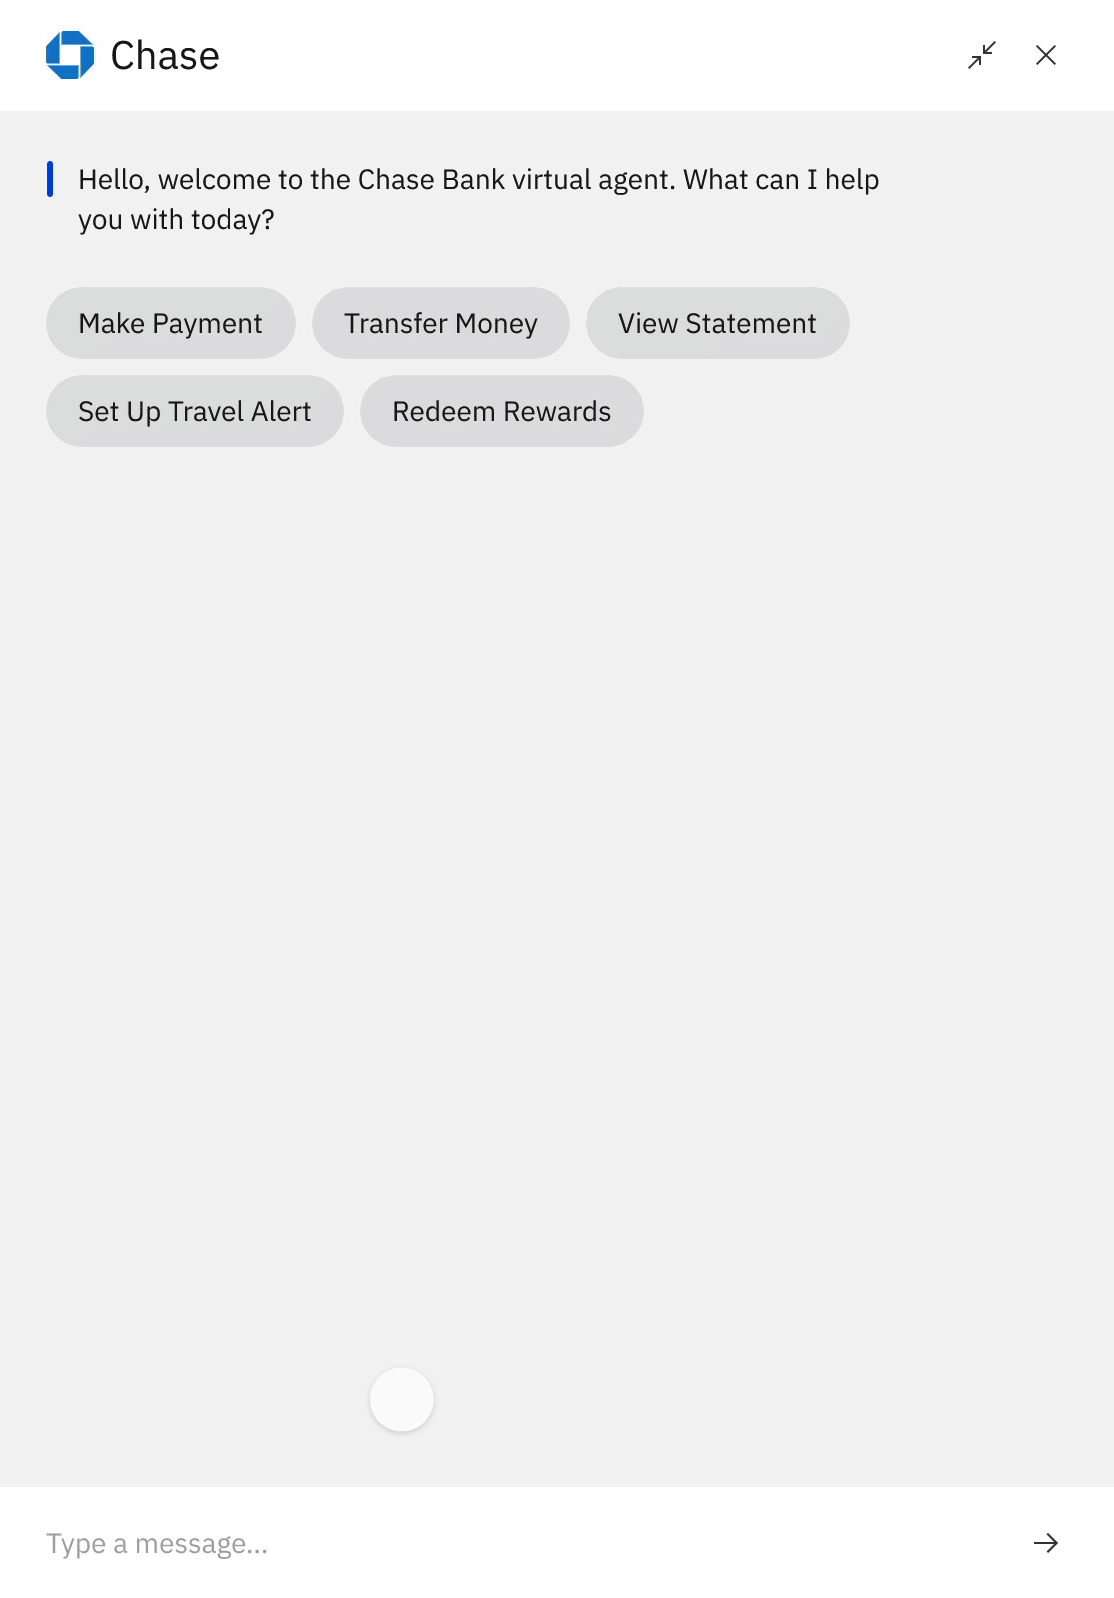 Chase
Hello, welcome to the Chase Bank virtual agent. What can I help
you with today?
Make Payment
Transfer Money
View Statement
Set Up Travel Alert
Redeem Rewards
Type a message...